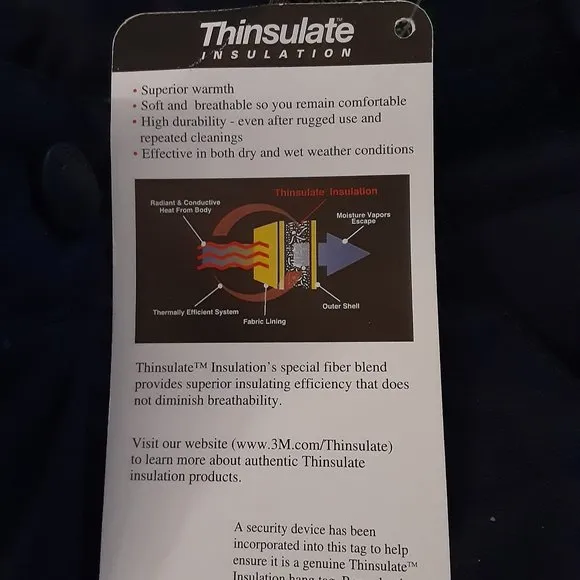 Thinsulate™
INSULATION
• Superior warmth
• Soft and breathable so you remain comfortable
• High durability - even after rugged use and
repeated cleanings
• Effective in both dry and wet weather conditions
Thinsulate Insulation
Radiant & Conductive
Heat From Body
Moisture Vapors
Escape
Thermally Efficient System
Fabric Lining
Outer Shell
Thinsulate™ Insulation's special fiber blend
provides superior insulating efficiency that does
not diminish breathability.
Visit our website (www.3M.com/Thinsulate)
to learn more about authentic Thinsulate
insulation products.
A security device has been
incorporated into this tag to help
ensure it is a genuine Thinsulate™
Insulation hang tag.